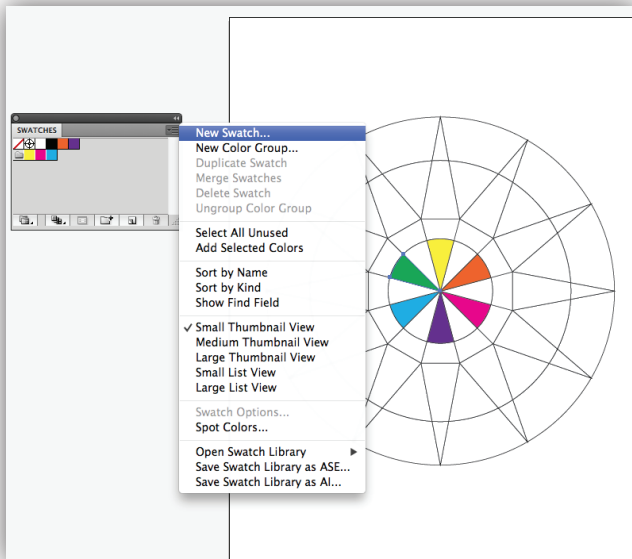 SWATCHES
New Swatch...
New Color Group...
Duplicate Swatch
Merge Swatches
Delete Swatch
Ungroup Color Group
Select All Unused
Add Selected Colors
Sort by Name
Sort by Kind
Show Find Field
Small Thumbnail View
Medium Thumbnail View
Large Thumbnail View
Small List View
Large List View
Swatch Options...
Spot Colors...
Open Swatch Library
Save Swatch Library as ASE...
Save Swatch Library as AI...